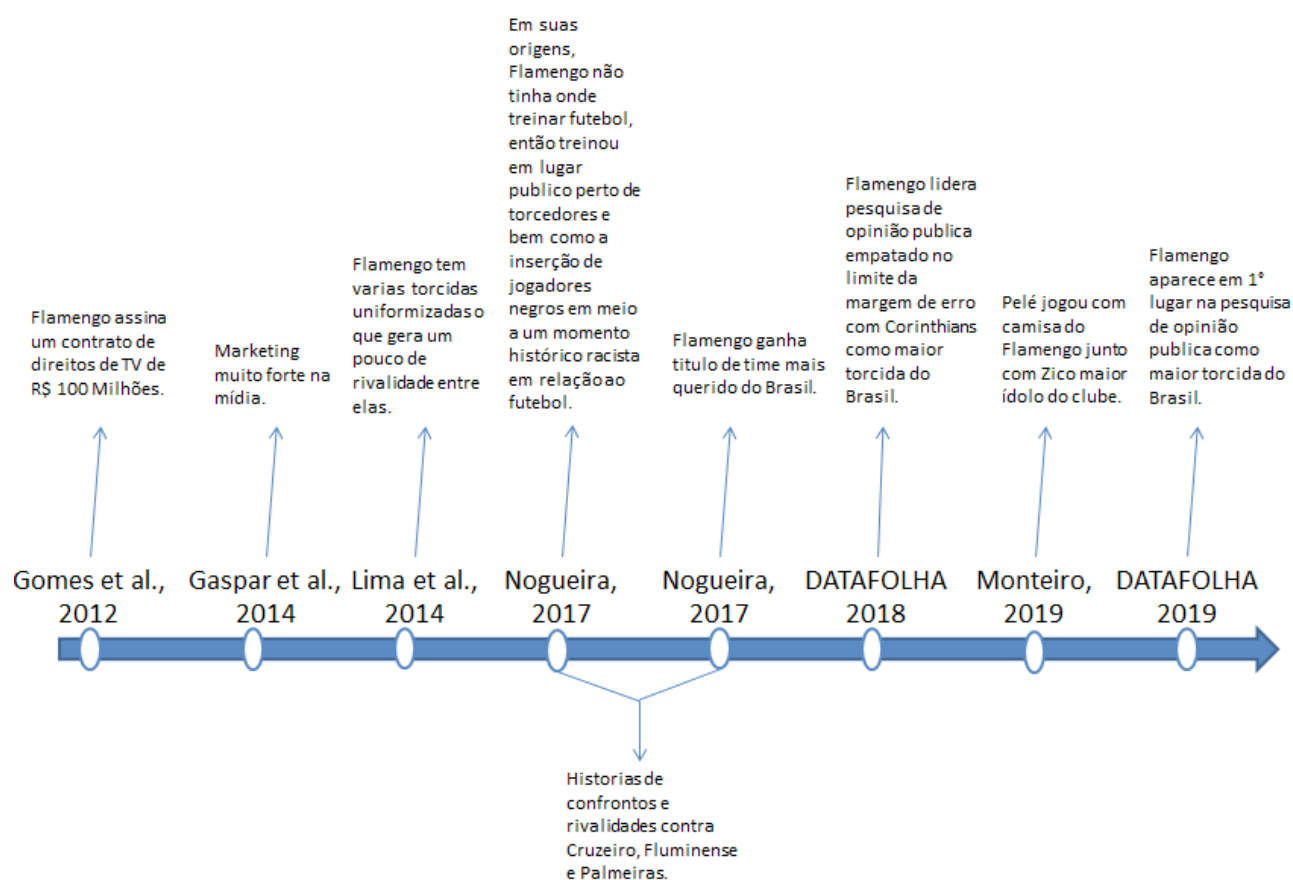 Flamengo assina
um contrato de
direitos de TV de
R$ 100 Milhões.
Marketing
muito forte na
mídia.
Flamengo tem
varias torcidas
uniformizadas o
que gera um
pouco de
rivalidade entre
elas.
Em suas
origens,
Flamengo não
tinha onde
treinar futebol,
então treinou
em lugar
publico perto de
torcedores e
bem como a
inserção de
jogadores
negros em meio
a um momento
histórico racista
em relação ao
futebol.
Flamengo ganha
titulo de time mais
querido do Brasil.
Flamengo lidera
pesquisa de
opinião publica
empatado no
limite da
margem de erro
com Corinthians
como maior
torcida do
Brasil.
Pelé jogou com
camisa do
Flamengo junto
com Zico maior
ídolo do clube.
Flamengo
aparece em 1°
lugar na pesquisa
de opinião
publica como
maior torcida do
Brasil.
Gomes et al.,
2012
Gaspar et al.,
2014
Lima et al.,
2014
Nogueira,
2017
Nogueira,
2017
DATAFOLHA
2018
Monteiro,
2019
DATAFOLHA
2019
Historias de
confrontos e
rivalidades contra
Cruzeiro, Fluminense
e Palmeiras.